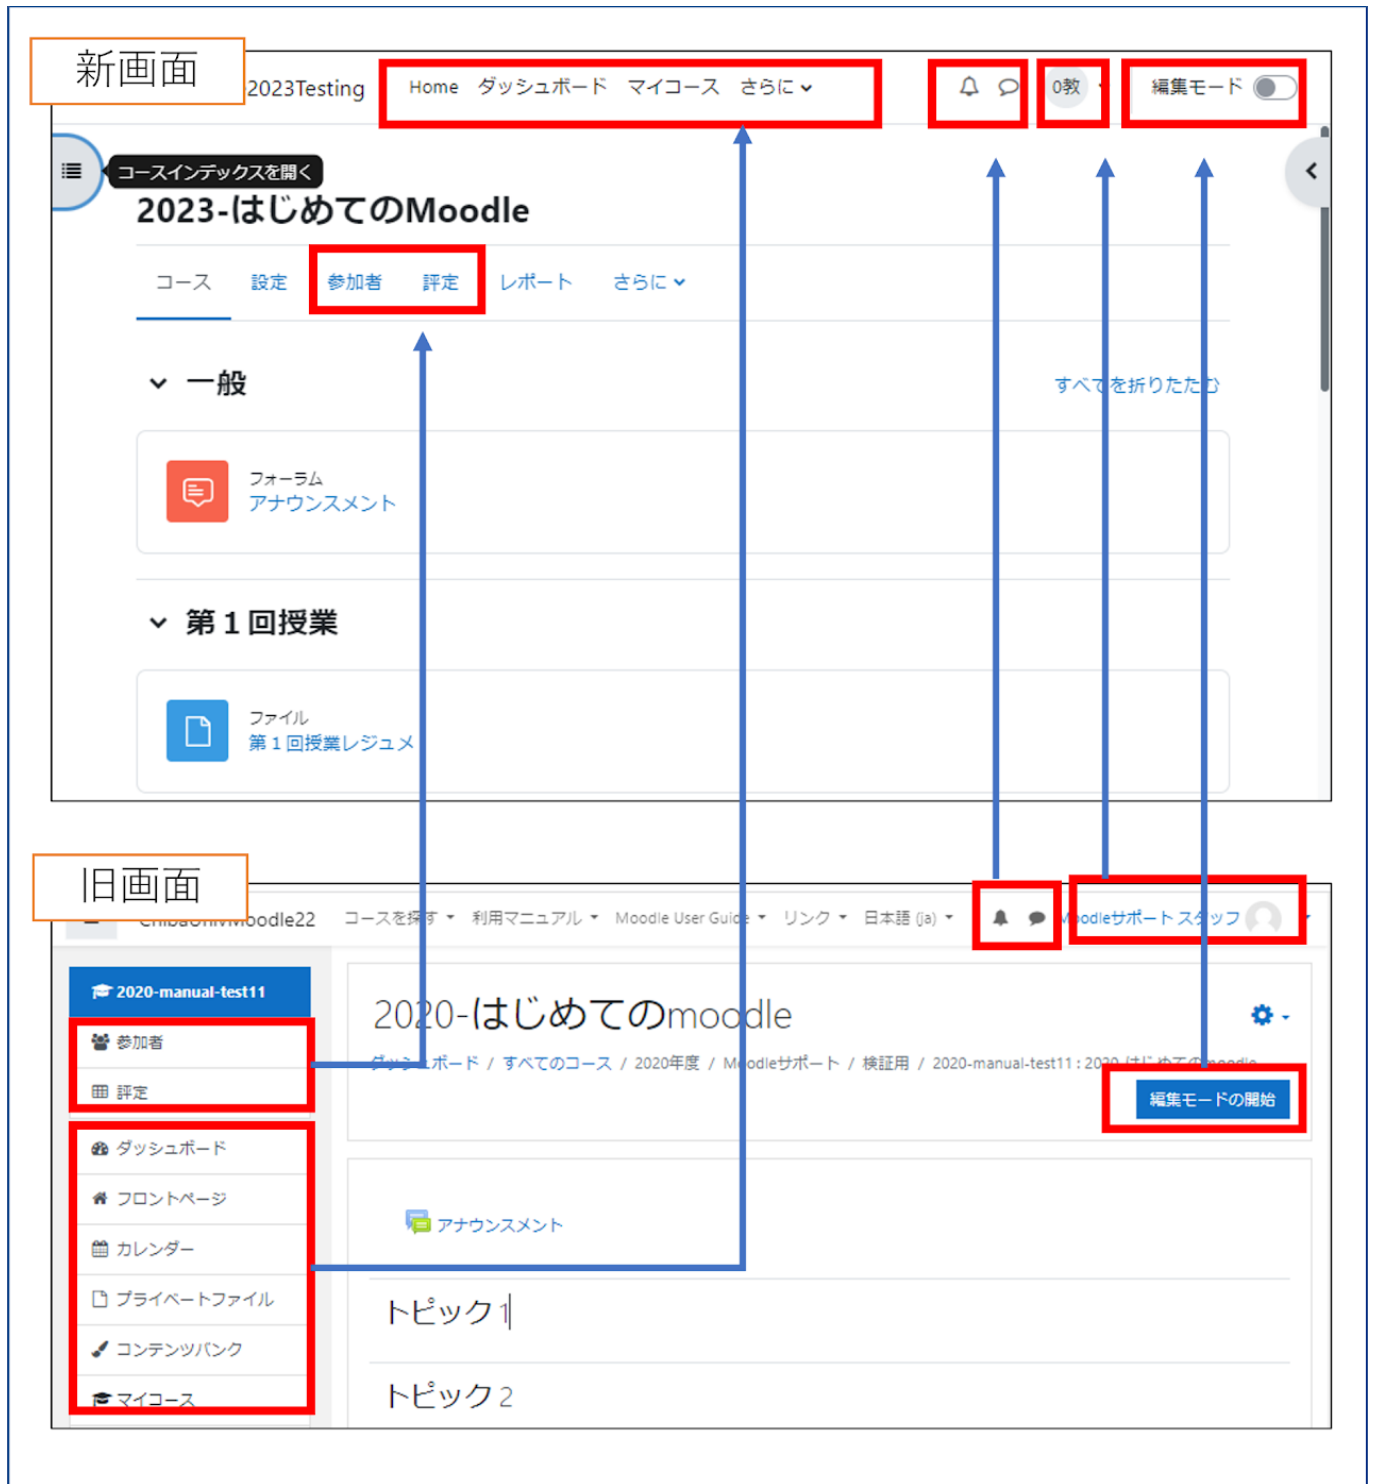 新画面
2023Testing Home ダッシュボード マイコース さらに 0教 編集モード
コースインデックスを開く
2023-はじめてのMoodle
コース 設定 参加者 評定 レポート さらに
一般 すべてを折りたたむ
フォーラム
アナウンスメント
第１回授業
ファイル
第１回授業レジュメ
旧画面
ChibaUnivMoodle22 コースを探す 利用マニュアル Moodle User Guide リンク 日本語 (ja) Moodleサポート スタッフ
2020-manual-test11
参加者
評定
ダッシュボード
フロントページ
カレンダー
プライベートファイル
コンテンツバンク
マイコース
2020-はじめてのmoodle
ダッシュボード / すべてのコース / 2020年度 / Moodleサポート / 検証用 / 2020-manual-test11 : 2020-はじめてのmoodle
編集モードの開始
アナウンスメント
トピック 1
トピック 2